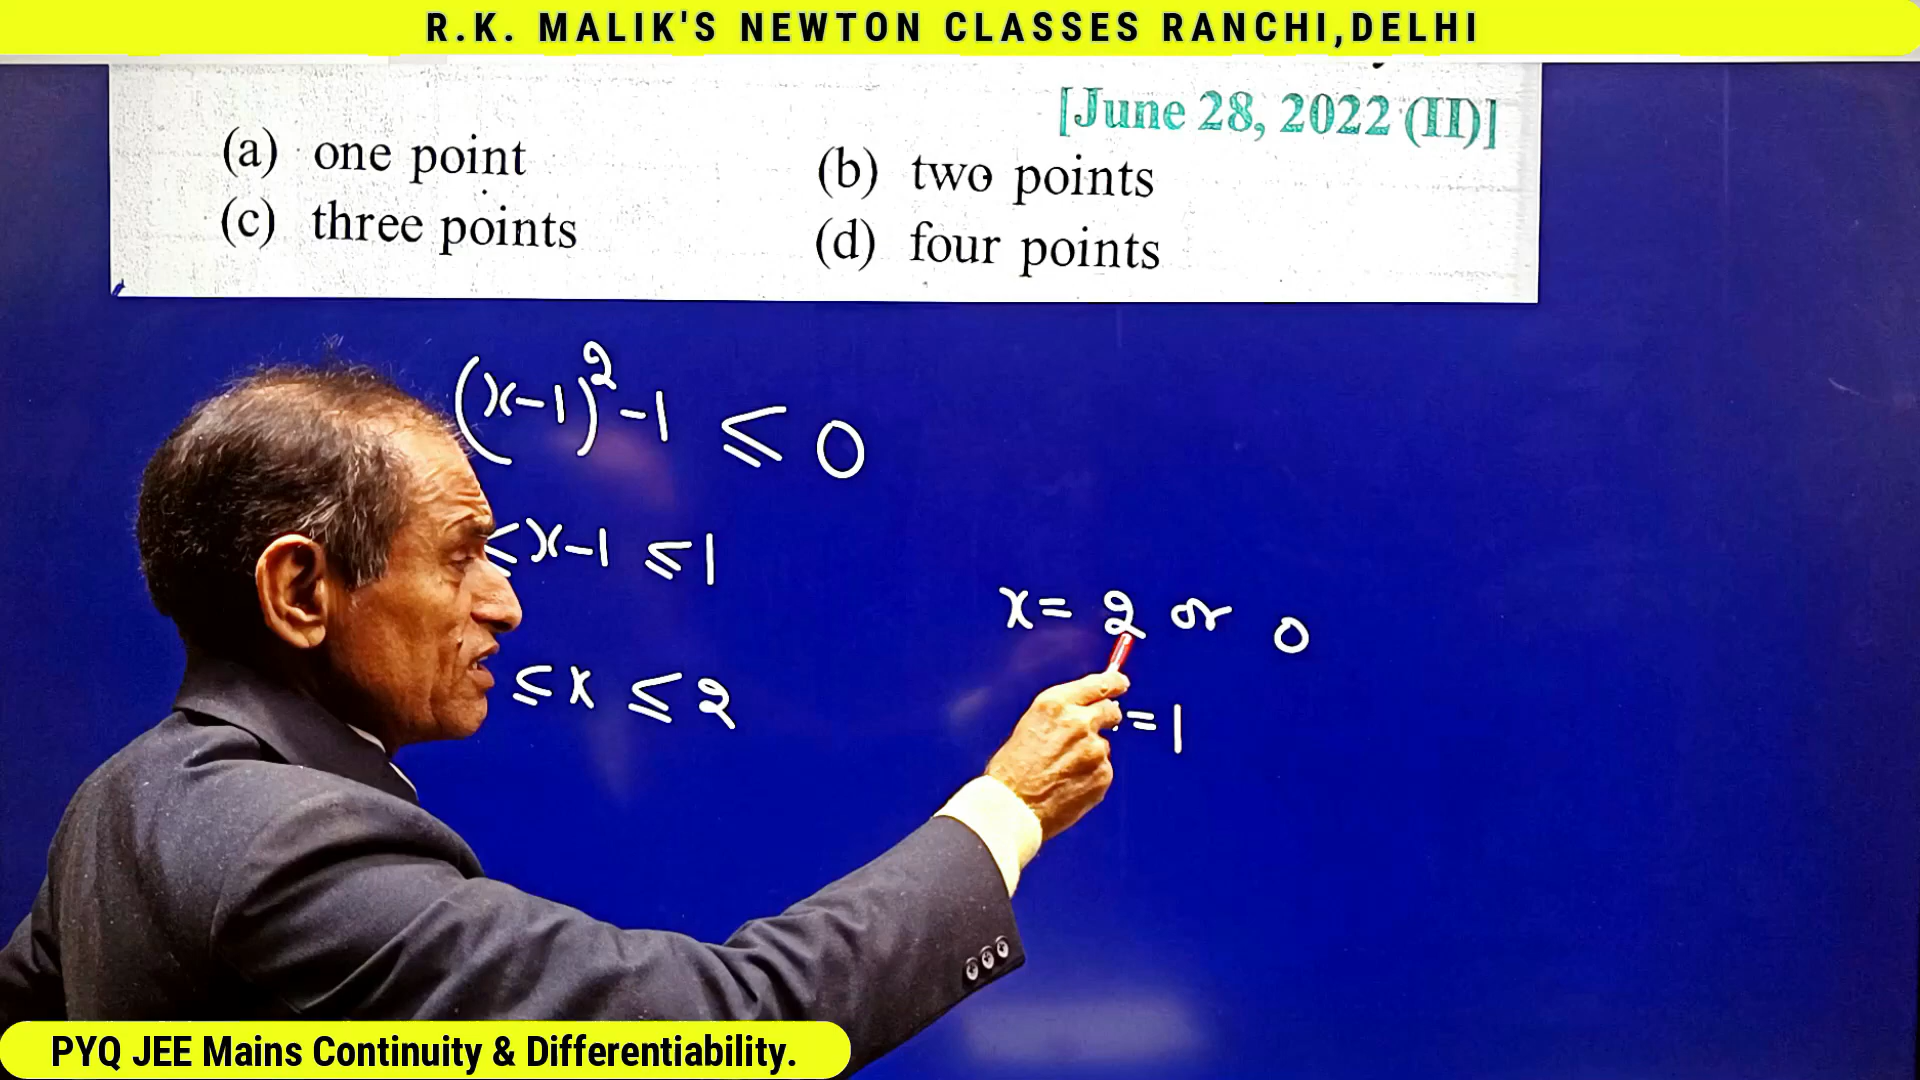 R.K. MALIK'S NEWTON CLASSES RANCHI,DELHI
[June 28, 2022 (II)]
(a) one point
(b) two points
(c) three points
(d) four points
(x-1)²-1 ≤ 0
≤x-1 ≤1
x= 2 or 0
≤ x ≤ 2
=1
PYQ JEE Mains Continuity & Differentiability.